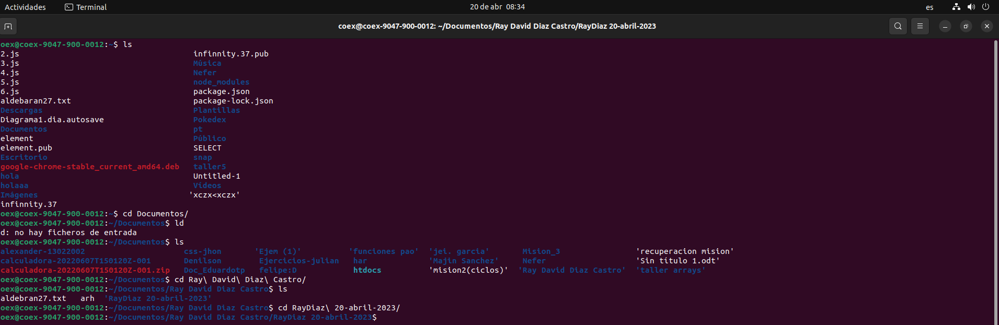 Actividades Terminal 20 de abr 08:34 es
coex@coex-9047-900-0012: ~/Documentos/Ray David Diaz Castro/RayDiaz 20-abril-2023
oex@coex-9047-900-0012:~$ ls
2.js infinnity.37.pub
3.js Música
4.js Nefer
5.js node_modules
6.js package.json
aldebaran27.txt package-lock.json
Descargas Plantillas
Diagrama1.dia.autosave Pokedex
Documentos pt
element Público
element.pub SELECT
Escritorio snap
google-chrome-stable_current_amd64.deb taller5
hola Untitled-1
holaaa Vídeos
Imágenes 'xczx<xczx'
infinnity.37
oex@coex-9047-900-0012:~$ cd Documentos/
oex@coex-9047-900-0012:~/Documentos$ ld
d: no hay ficheros de entrada
oex@coex-9047-900-0012:~/Documentos$ ls
alexander-13022002 css-jhon 'Ejem (1)' 'funciones pao' 'jei. garcia' Mision_3 'recuperacion mision'
calculadora-20220607T150120Z-001 Denilson Ejercicios-julian har 'Majin Sanchez' Nefer 'Sin título 1.odt'
calculadora-20220607T150120Z-001.zip Doc_Eduardotp felipe:D htdocs 'mision2(ciclos)' 'Ray David Diaz Castro' 'taller arrays'
oex@coex-9047-900-0012:~/Documentos$ cd Ray\ David\ Diaz\ Castro/
oex@coex-9047-900-0012:~/Documentos/Ray David Diaz Castro$ ls
aldebran27.txt arh 'RayDiaz 20-abril-2023'
oex@coex-9047-900-0012:~/Documentos/Ray David Diaz Castro$ cd RayDiaz\ 20-abril-2023/
oex@coex-9047-900-0012:~/Documentos/Ray David Diaz Castro/RayDiaz 20-abril-2023$